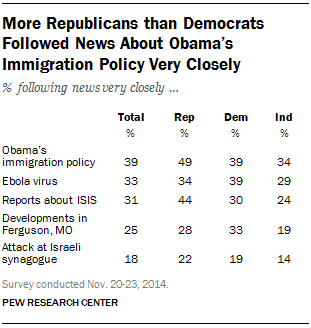 More Republicans than Democrats
Followed News About Obama's
Immigration Policy Very Closely
% following news very closely ...
Total Rep Dem Ind
% % % %
Obama's
immigration policy 39 49 39 34
Ebola virus 33 34 39 29
Reports about ISIS 31 44 30 24
Developments in
Ferguson, MO 25 28 33 19
Attack at Israeli
synagogue 18 22 19 14
Survey conducted Nov. 20-23, 2014.
PEW RESEARCH CENTER